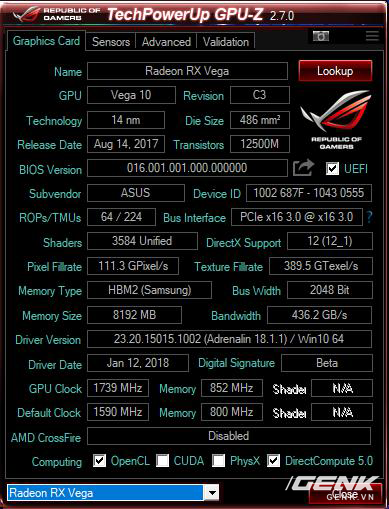 REPUBLIC OF GAMERS TechPowerUp GPU-Z 2.7.0
Graphics Card Sensors Advanced Validation
Name Radeon RX Vega Lookup
GPU Vega 10 Revision C3
Technology 14 nm Die Size 486 mm²
REPUBLIC OF GAMERS
Release Date Aug 14, 2017 Transistors 12500M
BIOS Version 016.001.001.000.000000 UEFI
Subvendor ASUS Device ID 1002 687F - 1043 0555
ROPs/TMUs 64 / 224 Bus Interface PCIe x16 3.0 @ x16 3.0 ?
Shaders 3584 Unified DirectX Support 12 (12_1)
Pixel Fillrate 111.3 GPixel/s Texture Fillrate 389.5 GTexel/s
Memory Type HBM2 (Samsung) Bus Width 2048 Bit
Memory Size 8192 MB Bandwidth 436.2 GB/s
Driver Version 23.20.15015.1002 (Adrenalin 18.1.1) / Win10 64
Driver Date Jan 12, 2018 Digital Signature Beta
GPU Clock 1739 MHz Memory 852 MHz Shader N/A
Default Clock 1590 MHz Memory 800 MHz Shader N/A
AMD CrossFire Disabled
Computing OpenCL CUDA PhysX DirectCompute 5.0
Radeon RX Vega Close
GENK
GENK.VN